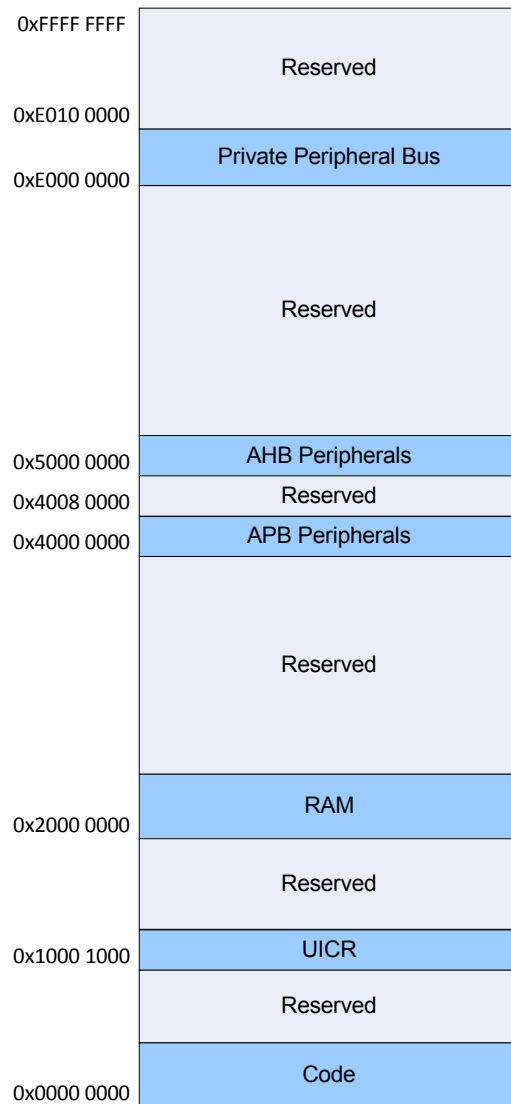 0xFFFF FFFF
Reserved
0xE010 0000
Private Peripheral Bus
0xE000 0000
Reserved
AHB Peripherals
0x5000 0000
Reserved
0x4008 0000
APB Peripherals
0x4000 0000
Reserved
RAM
0x2000 0000
Reserved
UICR
0x1000 1000
Reserved
Code
0x0000 0000